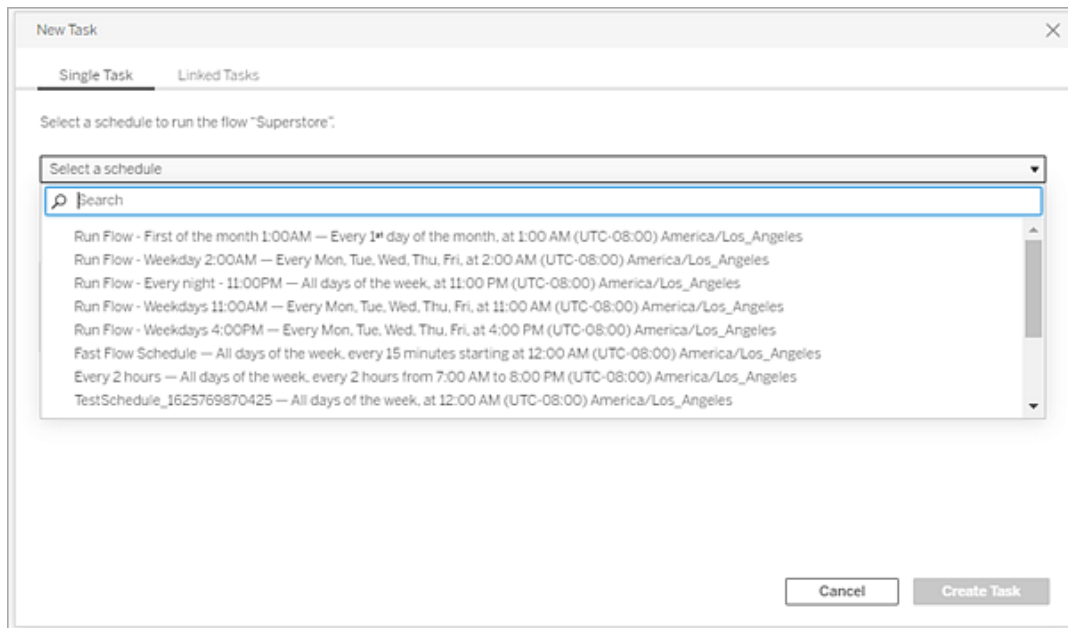 New Task
Single Task
Linked Tasks
Select a schedule to run the flow "Superstore".
Select a schedule
Search
Run Flow - First of the month 1:00AM — Every 1st day of the month, at 1:00 AM (UTC-08:00) America/Los_Angeles
Run Flow - Weekday 2:00AM — Every Mon, Tue, Wed, Thu, Fri, at 2:00 AM (UTC-08:00) America/Los_Angeles
Run Flow - Every night - 11:00PM — All days of the week, at 11:00 PM (UTC-08:00) America/Los_Angeles
Run Flow - Weekdays 11:00AM — Every Mon, Tue, Wed, Thu, Fri, at 11:00 AM (UTC-08:00) America/Los_Angeles
Run Flow - Weekdays 4:00PM — Every Mon, Tue, Wed, Thu, Fri, at 4:00 PM (UTC-08:00) America/Los_Angeles
Fast Flow Schedule — All days of the week, every 15 minutes starting at 12:00 AM (UTC-08:00) America/Los_Angeles
Every 2 hours — All days of the week, every 2 hours from 7:00 AM to 8:00 PM (UTC-08:00) America/Los_Angeles
TestSchedule_1625769870425 — All days of the week, at 12:00 AM (UTC-08:00) America/Los_Angeles
Cancel
Create Task